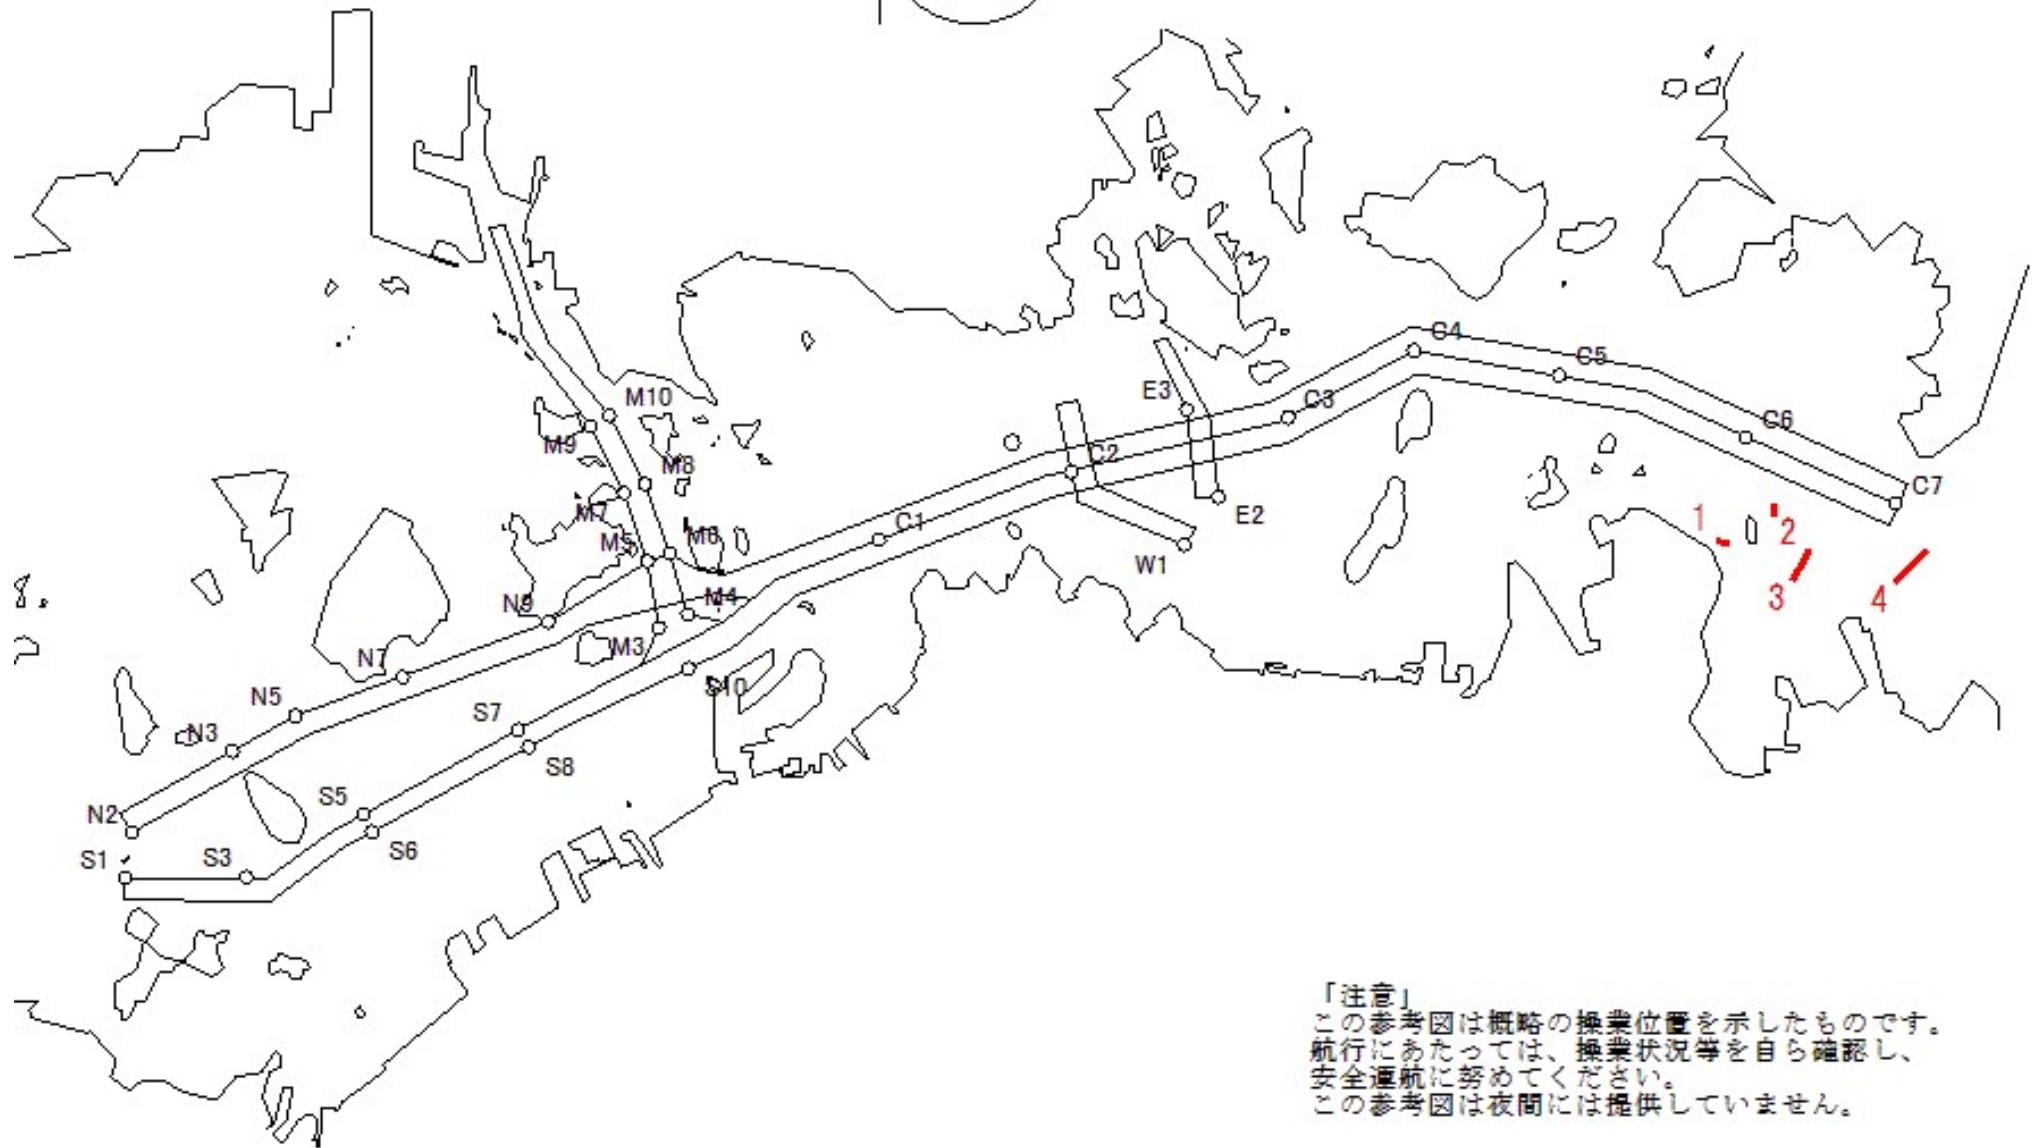 C4
C5
M10
E3
C3
C6
M9
M8
C2
C7
M7
E2
1
2
M5
M6
C1
W1
N9
M4
3
4
M3
N7
S10
N5
S7
N3
S8
S5
N2
S6
S1
S3
「注意」
この参考図は概略の操業位置を示したものです。
航行にあたっては、操業状況等を自ら確認し、
安全運航に努めてください。
この参考図は夜間には提供していません。